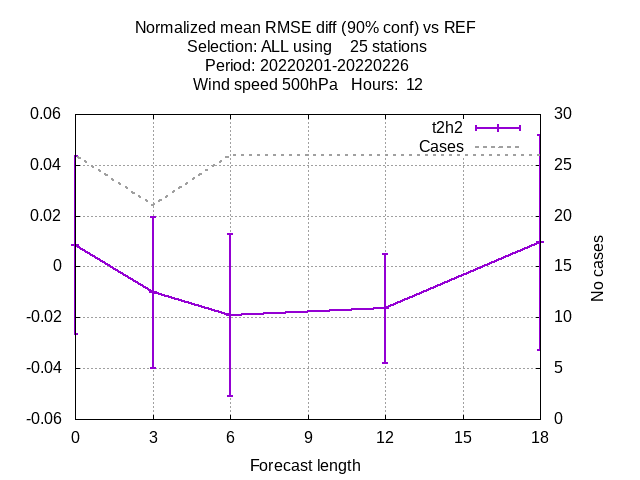 Normalized mean RMSE diff (90% conf) vs REF
Selection: ALL using    25 stations
Period: 20220201-20220226
Wind speed 500hPa   Hours:  12
0.06
0.04
0.02
0
-0.02
-0.04
-0.06
30
25
20
15
10
5
0
t2h2
Cases
No cases
0 3 6 9 12 15 18
Forecast length